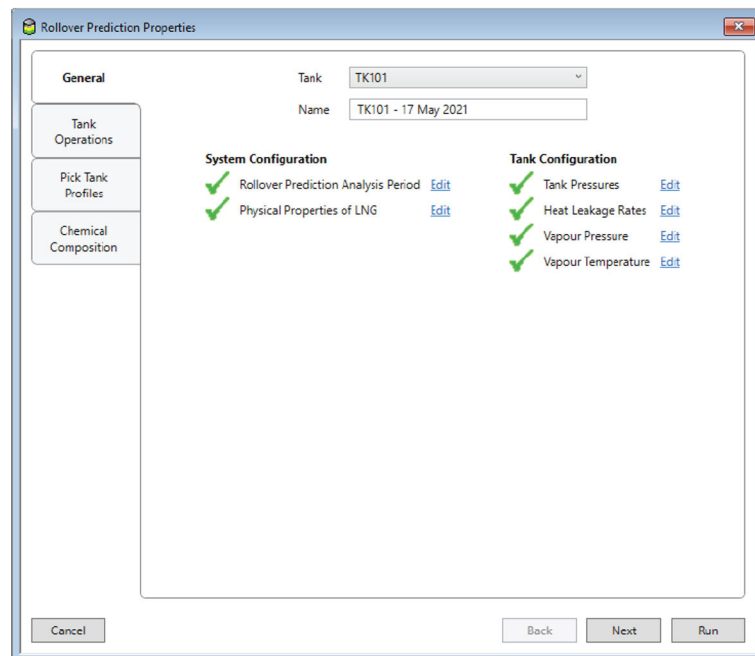 Rollover Prediction Properties
General
Tank
Operations
Pick Tank
Profiles
Chemical
Composition
Tank TK101
Name TK101 - 17 May 2021
System Configuration
Rollover Prediction Analysis Period Edit
Physical Properties of LNG Edit
Tank Configuration
Tank Pressures Edit
Heat Leakage Rates Edit
Vapour Pressure Edit
Vapour Temperature Edit
Cancel Back Next Run